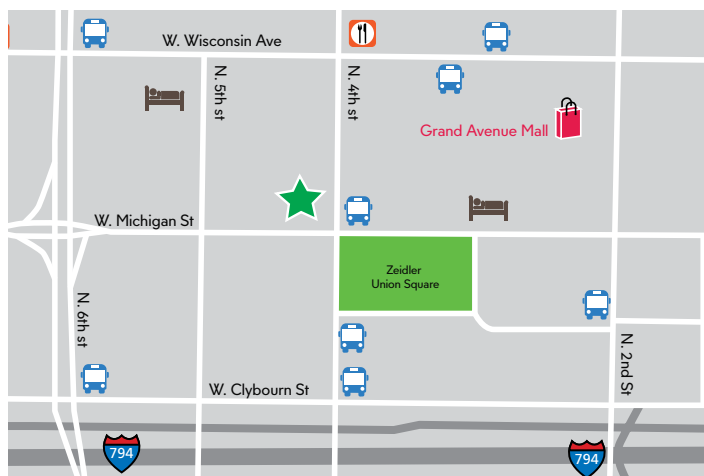 W. Wisconsin Ave
N. 5th st
N. 4th st
Grand Avenue Mall
W. Michigan St
Zeidler
Union Square
N. 6th st
N. 2nd St
W. Clybourn St
794
794